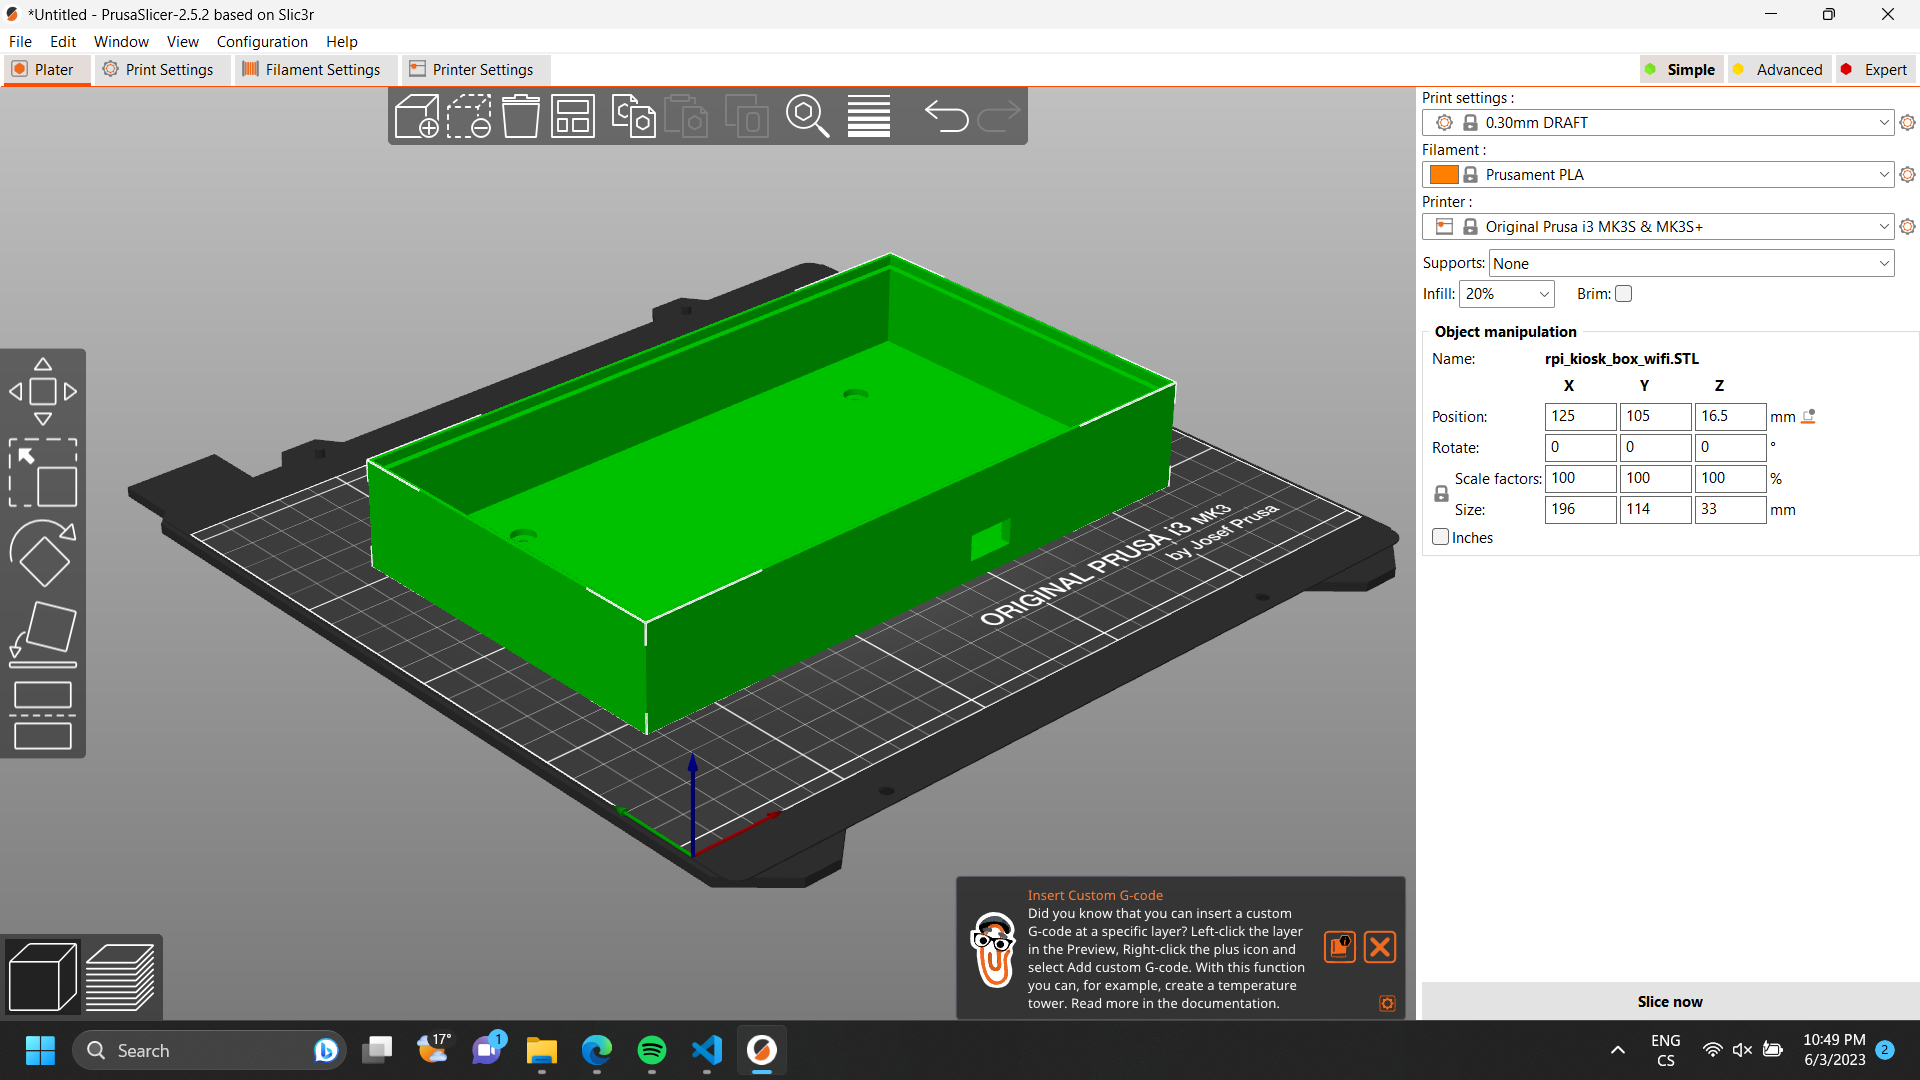 *Untitled - PrusaSlicer-2.5.2 based on Slic3r
File Edit Window View Configuration Help
Plater Print Settings Filament Settings Printer Settings
Simple Advanced Expert
Print settings :
0.30mm DRAFT
Filament :
Prusament PLA
Printer :
Original Prusa i3 MK3S & MK3S+
Supports: None
Infill: 20% Brim:
Object manipulation
Name: rpi_kiosk_box_wifi.STL
X Y Z
Position: 125 105 16.5 mm
Rotate: 0 0 0 °
Scale factors: 100 100 100 %
Size: 196 114 33 mm
Inches
ORIGINAL PRUSA i3 MK3
by Josef Prusa
Insert Custom G-code
Did you know that you can insert a custom
G-code at a specific layer? Left-click the layer
in the Preview, Right-click the plus icon and
select Add custom G-code. With this function
you can, for example, create a temperature
tower. Read more in the documentation.
Slice now
Search
17°
1
ENG
CS
10:49 PM
6/3/2023
2